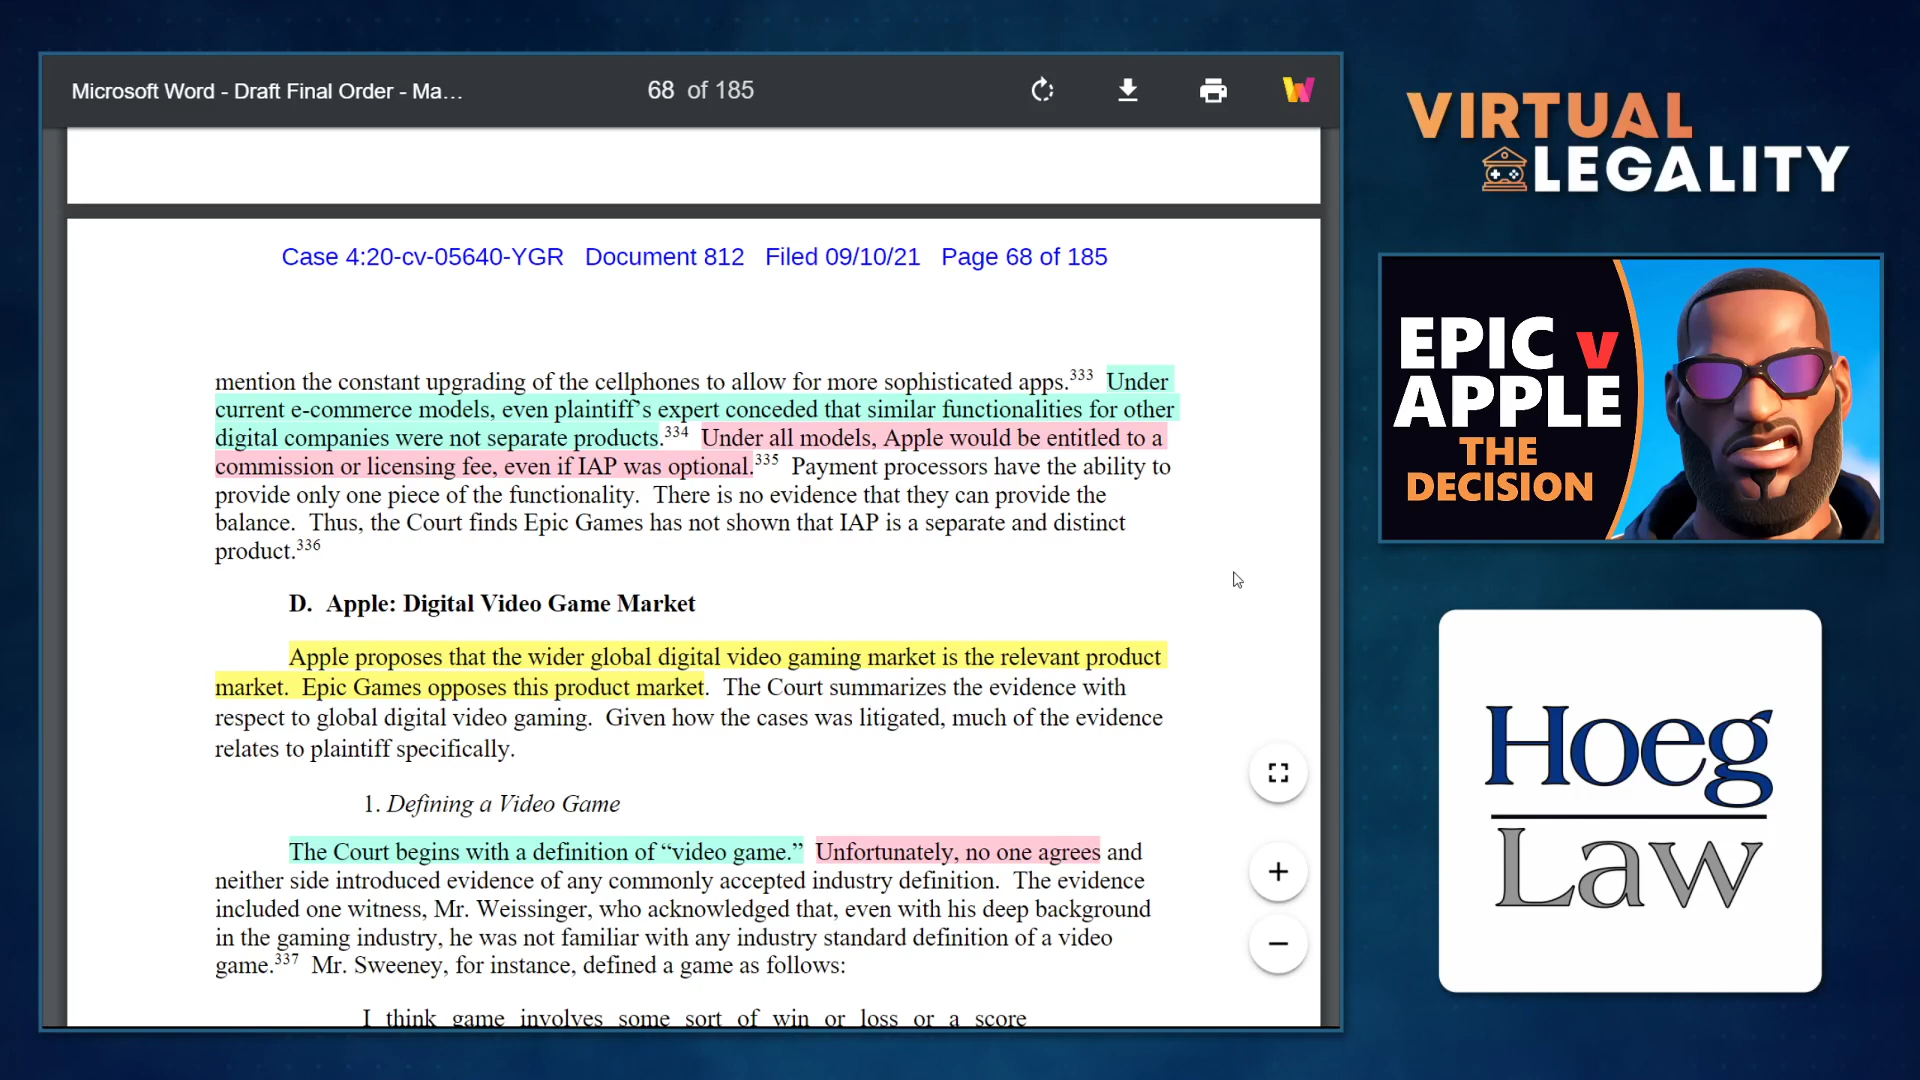 Microsoft Word - Draft Final Order - Ma...
68 of 185
Case 4:20-cv-05640-YGR Document 812 Filed 09/10/21 Page 68 of 185
mention the constant upgrading of the cellphones to allow for more sophisticated apps.333 Under
current e-commerce models, even plaintiff's expert conceded that similar functionalities for other
digital companies were not separate products.334 Under all models, Apple would be entitled to a
commission or licensing fee, even if IAP was optional.335 Payment processors have the ability to
provide only one piece of the functionality. There is no evidence that they can provide the
balance. Thus, the Court finds Epic Games has not shown that IAP is a separate and distinct
product.336
D. Apple: Digital Video Game Market
Apple proposes that the wider global digital video gaming market is the relevant product
market. Epic Games opposes this product market. The Court summarizes the evidence with
respect to global digital video gaming. Given how the cases was litigated, much of the evidence
relates to plaintiff specifically.
1. Defining a Video Game
The Court begins with a definition of “video game.” Unfortunately, no one agrees and
neither side introduced evidence of any commonly accepted industry definition. The evidence
included one witness, Mr. Weissinger, who acknowledged that, even with his deep background
in the gaming industry, he was not familiar with any industry standard definition of a video
game.337 Mr. Sweeney, for instance, defined a game as follows:
I think game involves some sort of win or loss or a score
VIRTUAL
LEGALITY
EPIC v
APPLE
THE
DECISION
Hoeg
Law